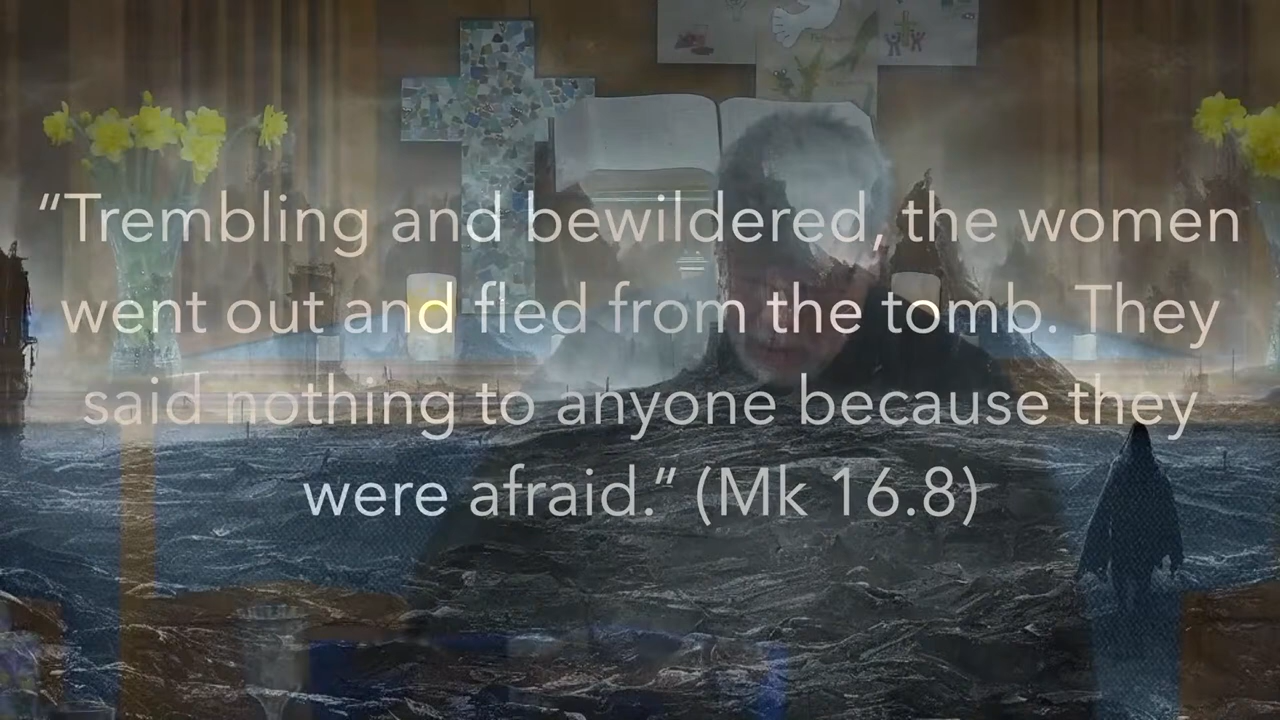 “Trembling and bewildered, the women
went out and fled from the tomb. They
said nothing to anyone because they
were afraid.” (Mk 16.8)